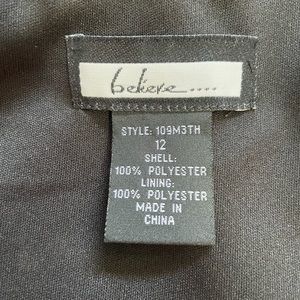 believe.....
STYLE: 109M3TH
12
SHELL:
100% POLYESTER
LINING:
100% POLYESTER
MADE IN
CHINA